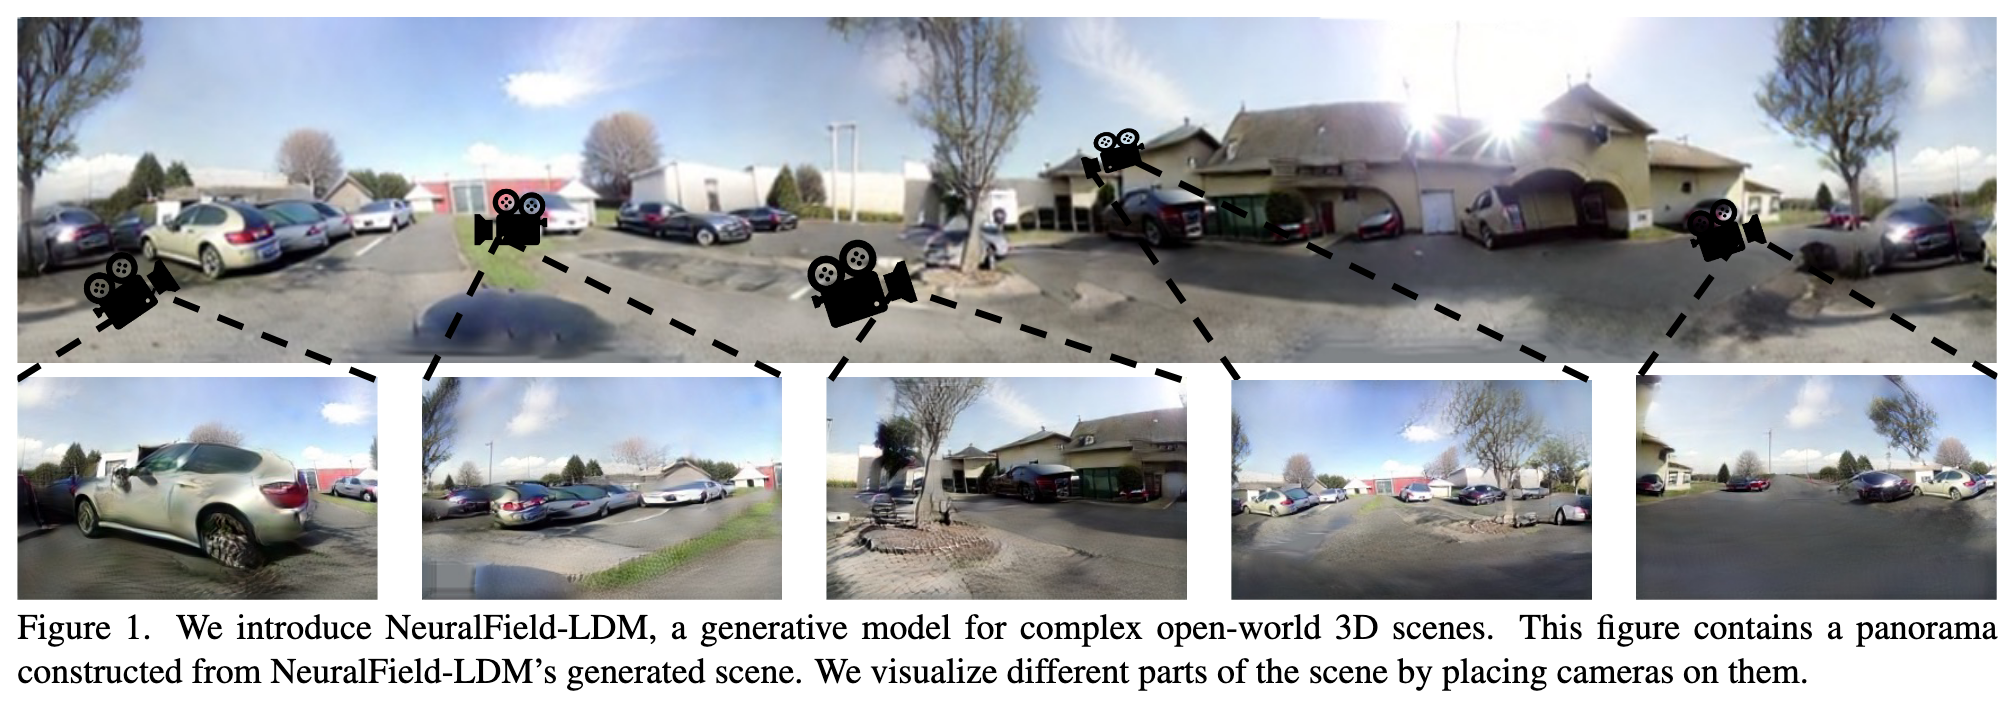 Figure 1. We introduce NeuralField-LDM, a generative model for complex open-world 3D scenes. This figure contains a panorama
constructed from NeuralField-LDM's generated scene. We visualize different parts of the scene by placing cameras on them.